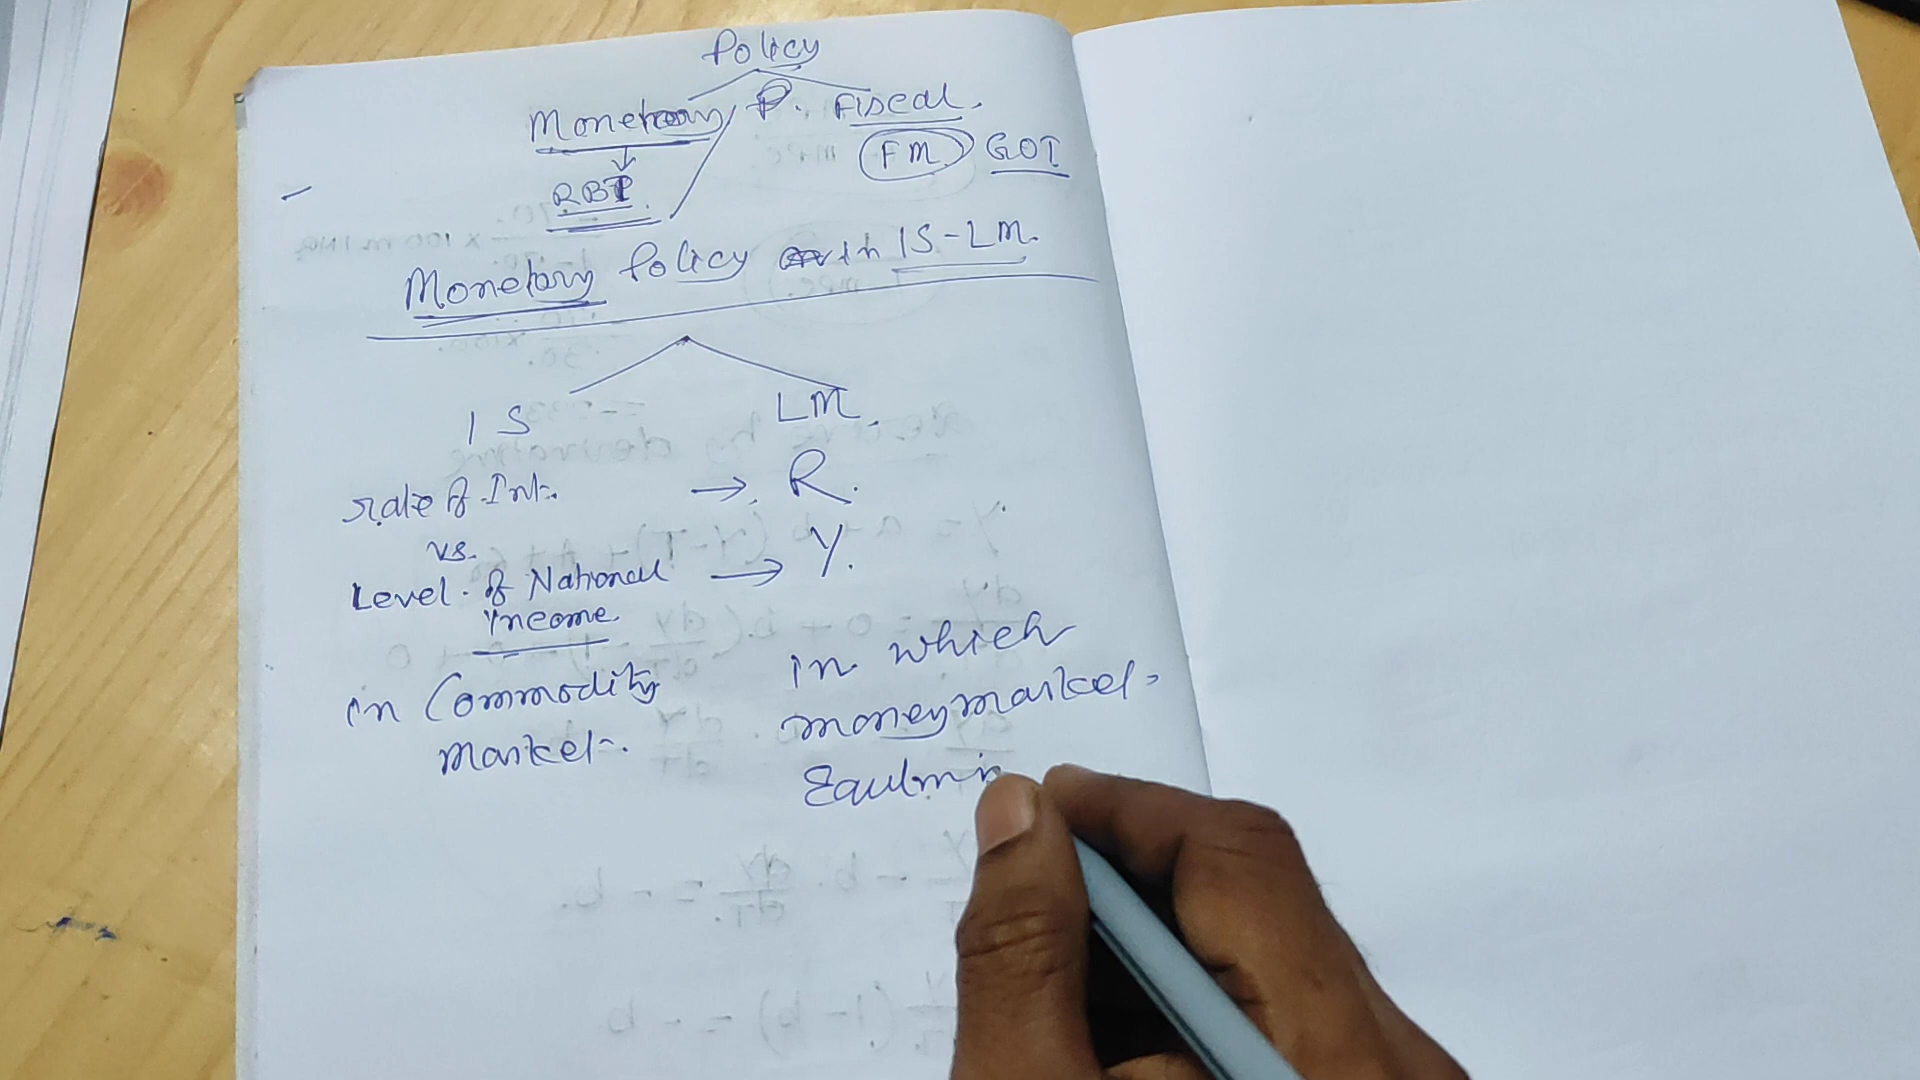 Policy
Monetary P. Fiscal.
RBI. FM GOI
Monetary Policy in IS-LM.
IS LM.
rate of Int. → R.
vs.
Level. of National → Y.
Income
in Commodity
Market.
in which
money market.